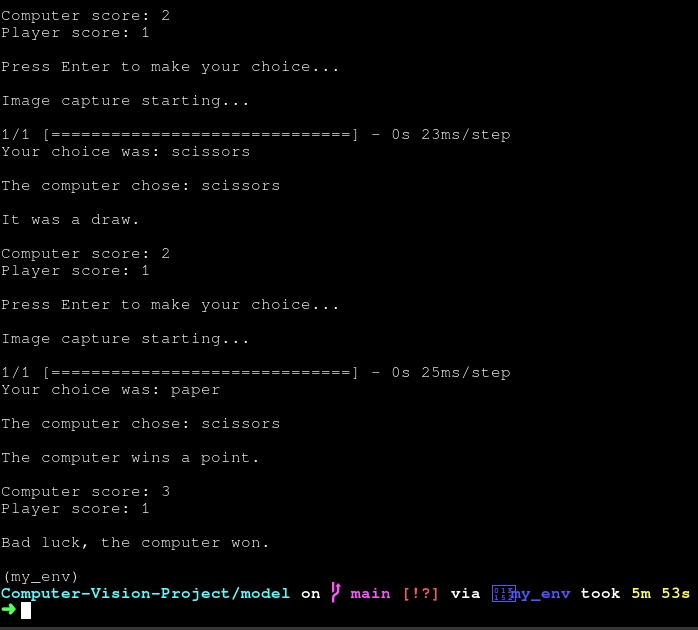 Computer score: 2
Player score: 1
Press Enter to make your choice...
Image capture starting...
1/1 [==============================] - 0s 23ms/step
Your choice was: scissors
The computer chose: scissors
It was a draw.
Computer score: 2
Player score: 1
Press Enter to make your choice...
Image capture starting...
1/1 [==============================] - 0s 25ms/step
Your choice was: paper
The computer chose: scissors
The computer wins a point.
Computer score: 3
Player score: 1
Bad luck, the computer won.
(my_env)
Computer-Vision-Project/model on main [!?] via my_env took 5m 53s
➜